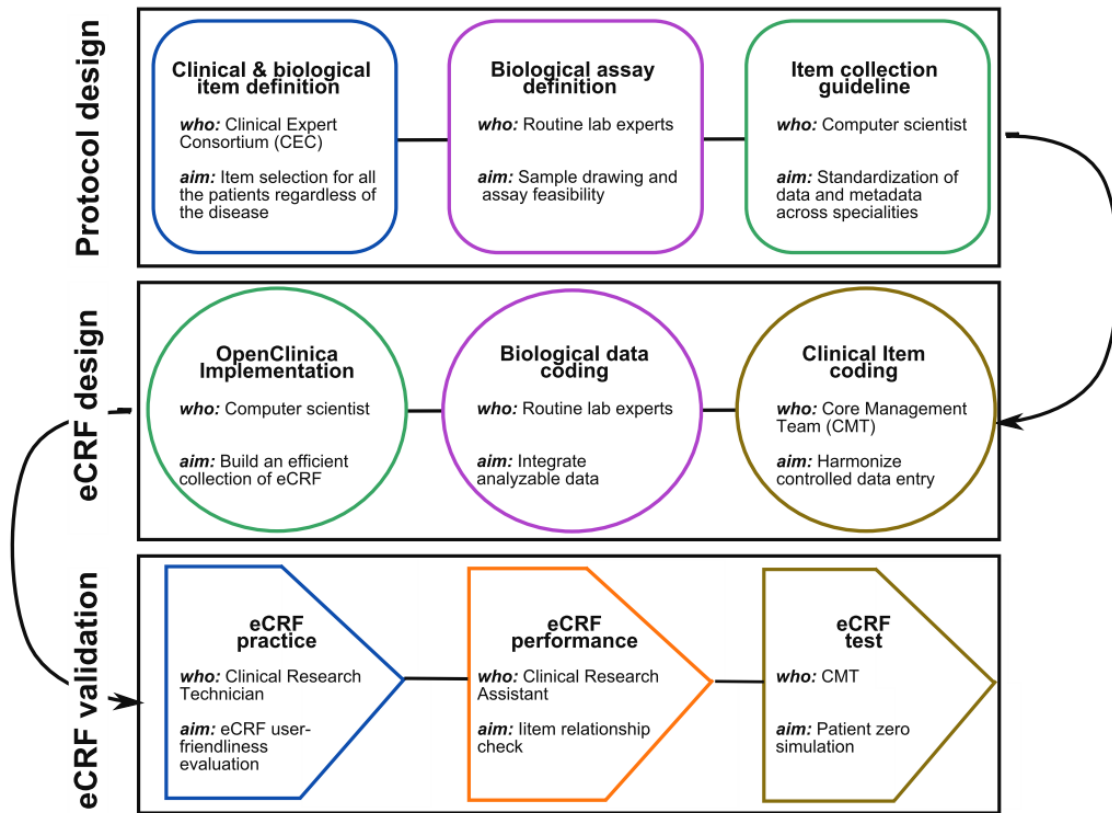 Protocol design
Clinical & biological
item definition
who: Clinical Expert
Consortium (CEC)
aim: Item selection for all
the patients regardless of
the disease
Biological assay
definition
who: Routine lab experts
aim: Sample drawing and
assay feasibility
Item collection
guideline
who: Computer scientist
aim: Standardization of
data and metadata
across specialities
eCRF design
OpenClinica
Implementation
who: Computer scientist
aim: Build an efficient
collection of eCRF
Biological data
coding
who: Routine lab experts
aim: Integrate
analyzable data
Clinical Item
coding
who: Core Management
Team (CMT)
aim: Harmonize
controlled data entry
eCRF validation
eCRF
practice
who: Clinical Research
Technician
aim: eCRF user-
friendliness
evaluation
eCRF
performance
who: Clinical Research
Assistant
aim: Iitem relationship
check
eCRF
test
who: CMT
aim: Patient zero
simulation